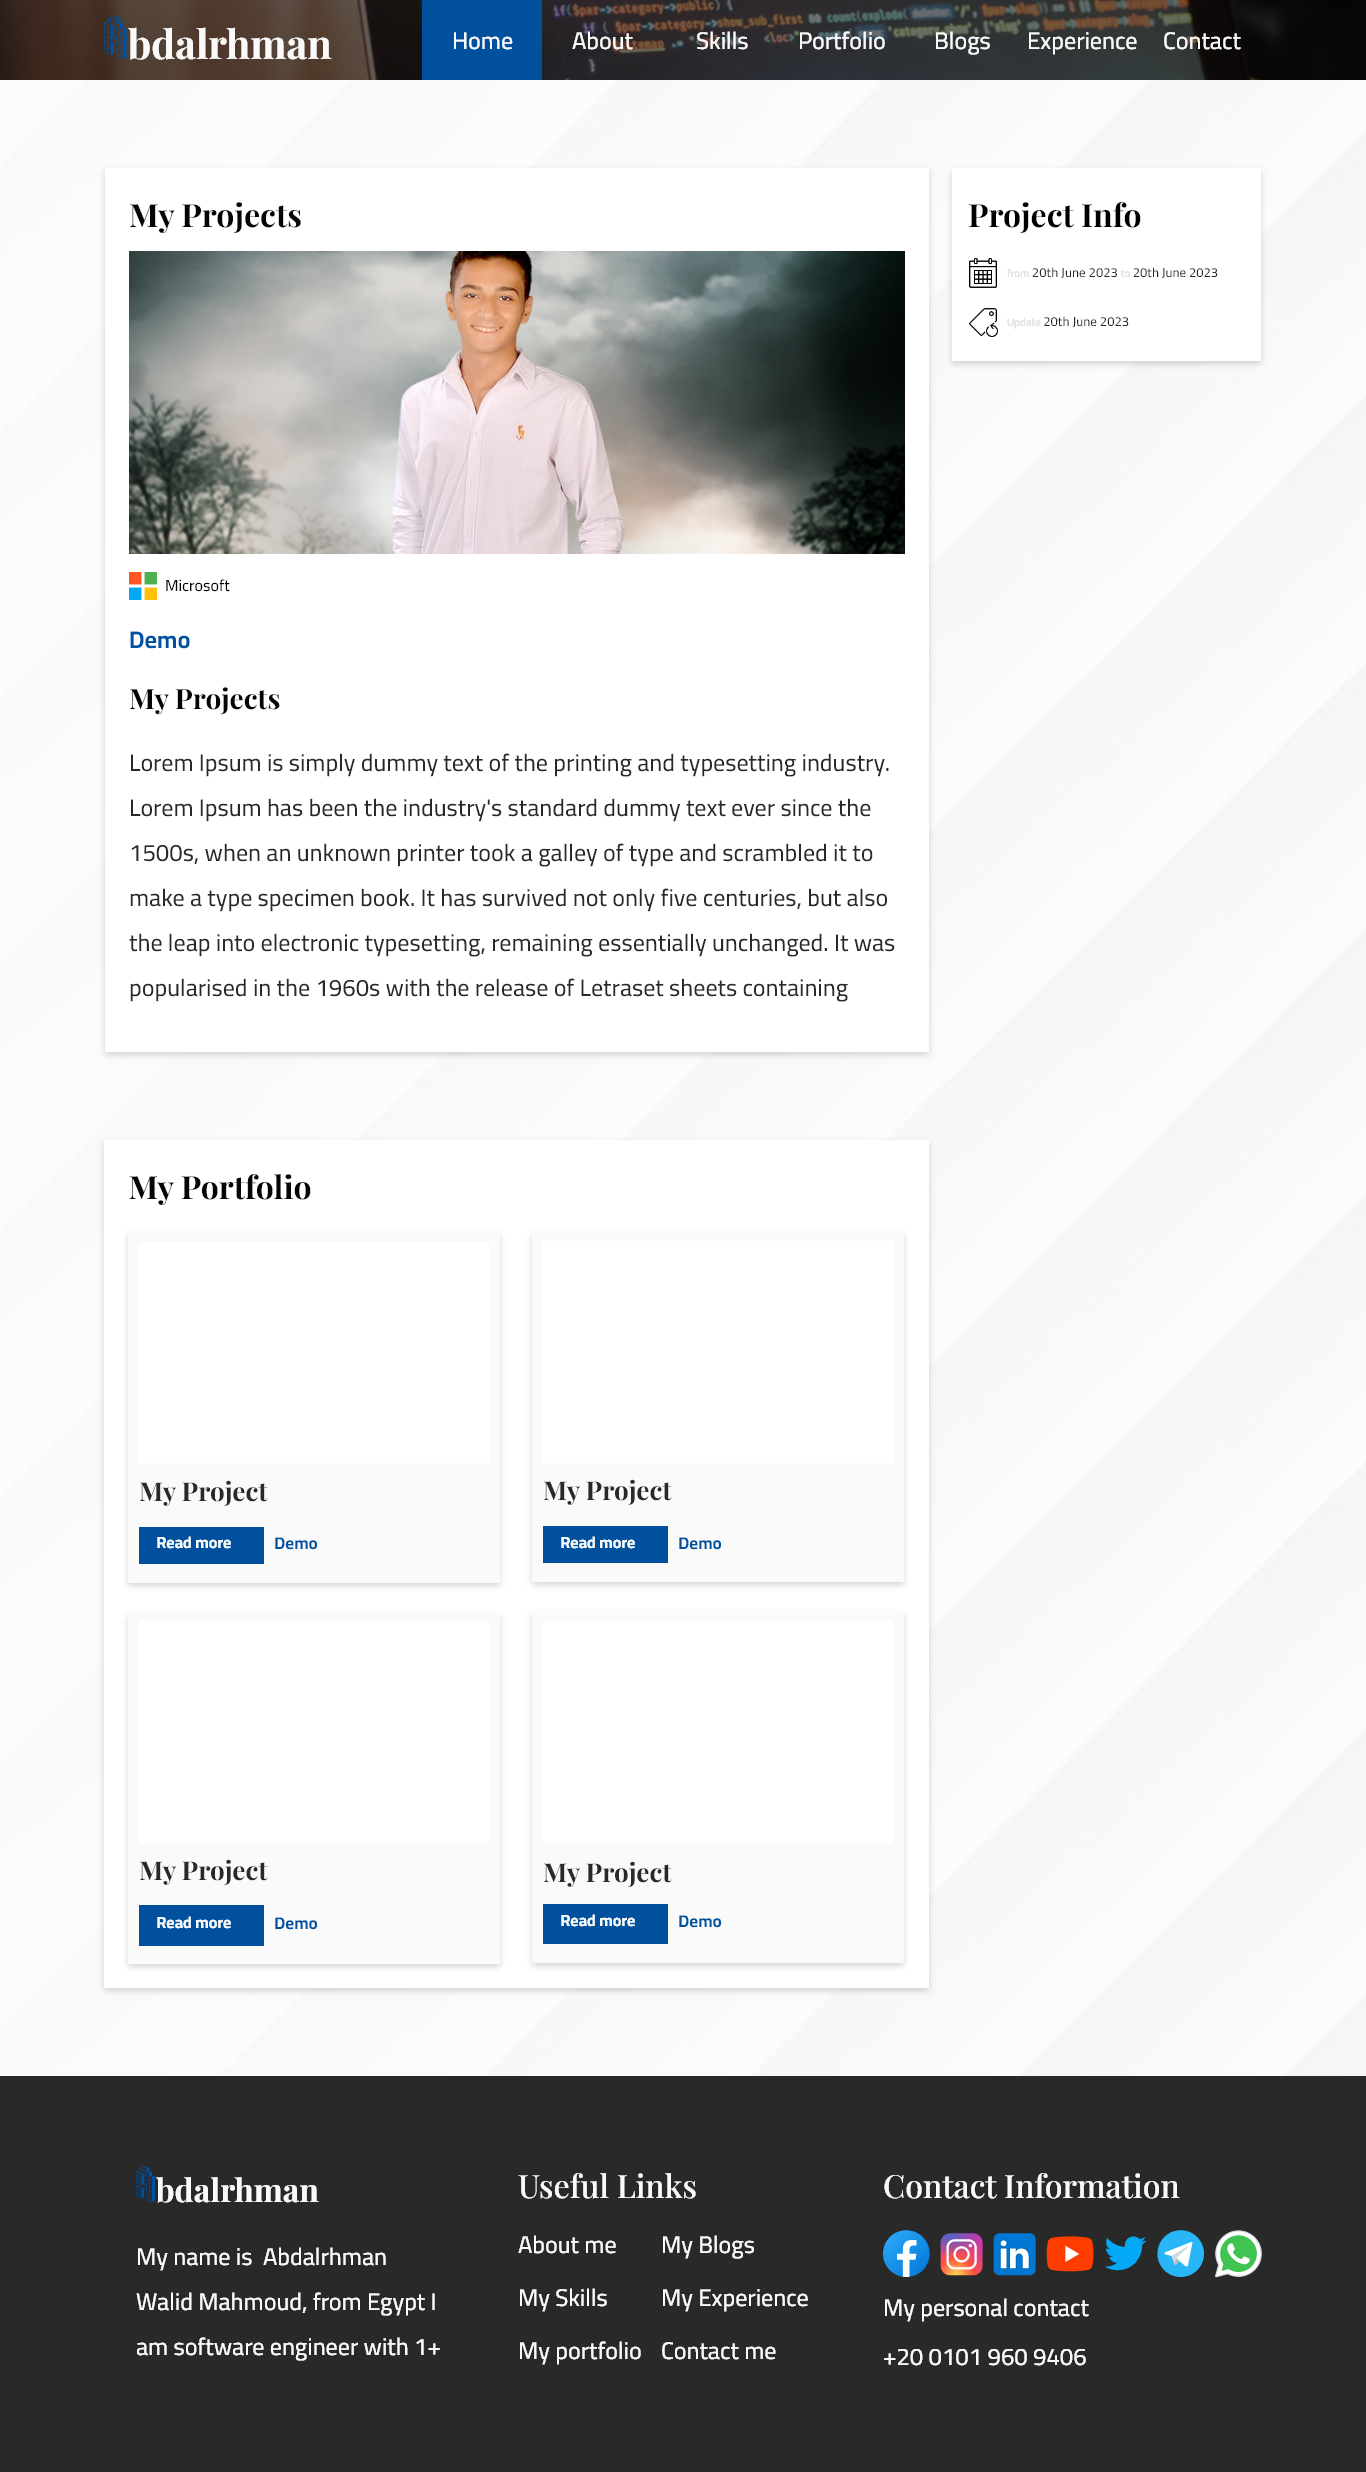 Abdalrhman
Home About Skills Portfolio Blogs Experience Contact
if($par->category->public) {
My Projects
Microsoft
Demo
My Projects
Lorem Ipsum is simply dummy text of the printing and typesetting industry.
Lorem Ipsum has been the industry's standard dummy text ever since the
1500s, when an unknown printer took a galley of type and scrambled it to
make a type specimen book. It has survived not only five centuries, but also
the leap into electronic typesetting, remaining essentially unchanged. It was
popularised in the 1960s with the release of Letraset sheets containing
Project Info
from 20th June 2023 to 20th June 2023
Update 20th June 2023
My Portfolio
My Project
Read more Demo
My Project
Read more Demo
My Project
Read more Demo
My Project
Read more Demo
Abdalrhman
My name is Abdalrhman
Walid Mahmoud, from Egypt I
am software engineer with 1+
Useful Links
About me My Blogs
My Skills My Experience
My portfolio Contact me
Contact Information
My personal contact
+20 0101 960 9406